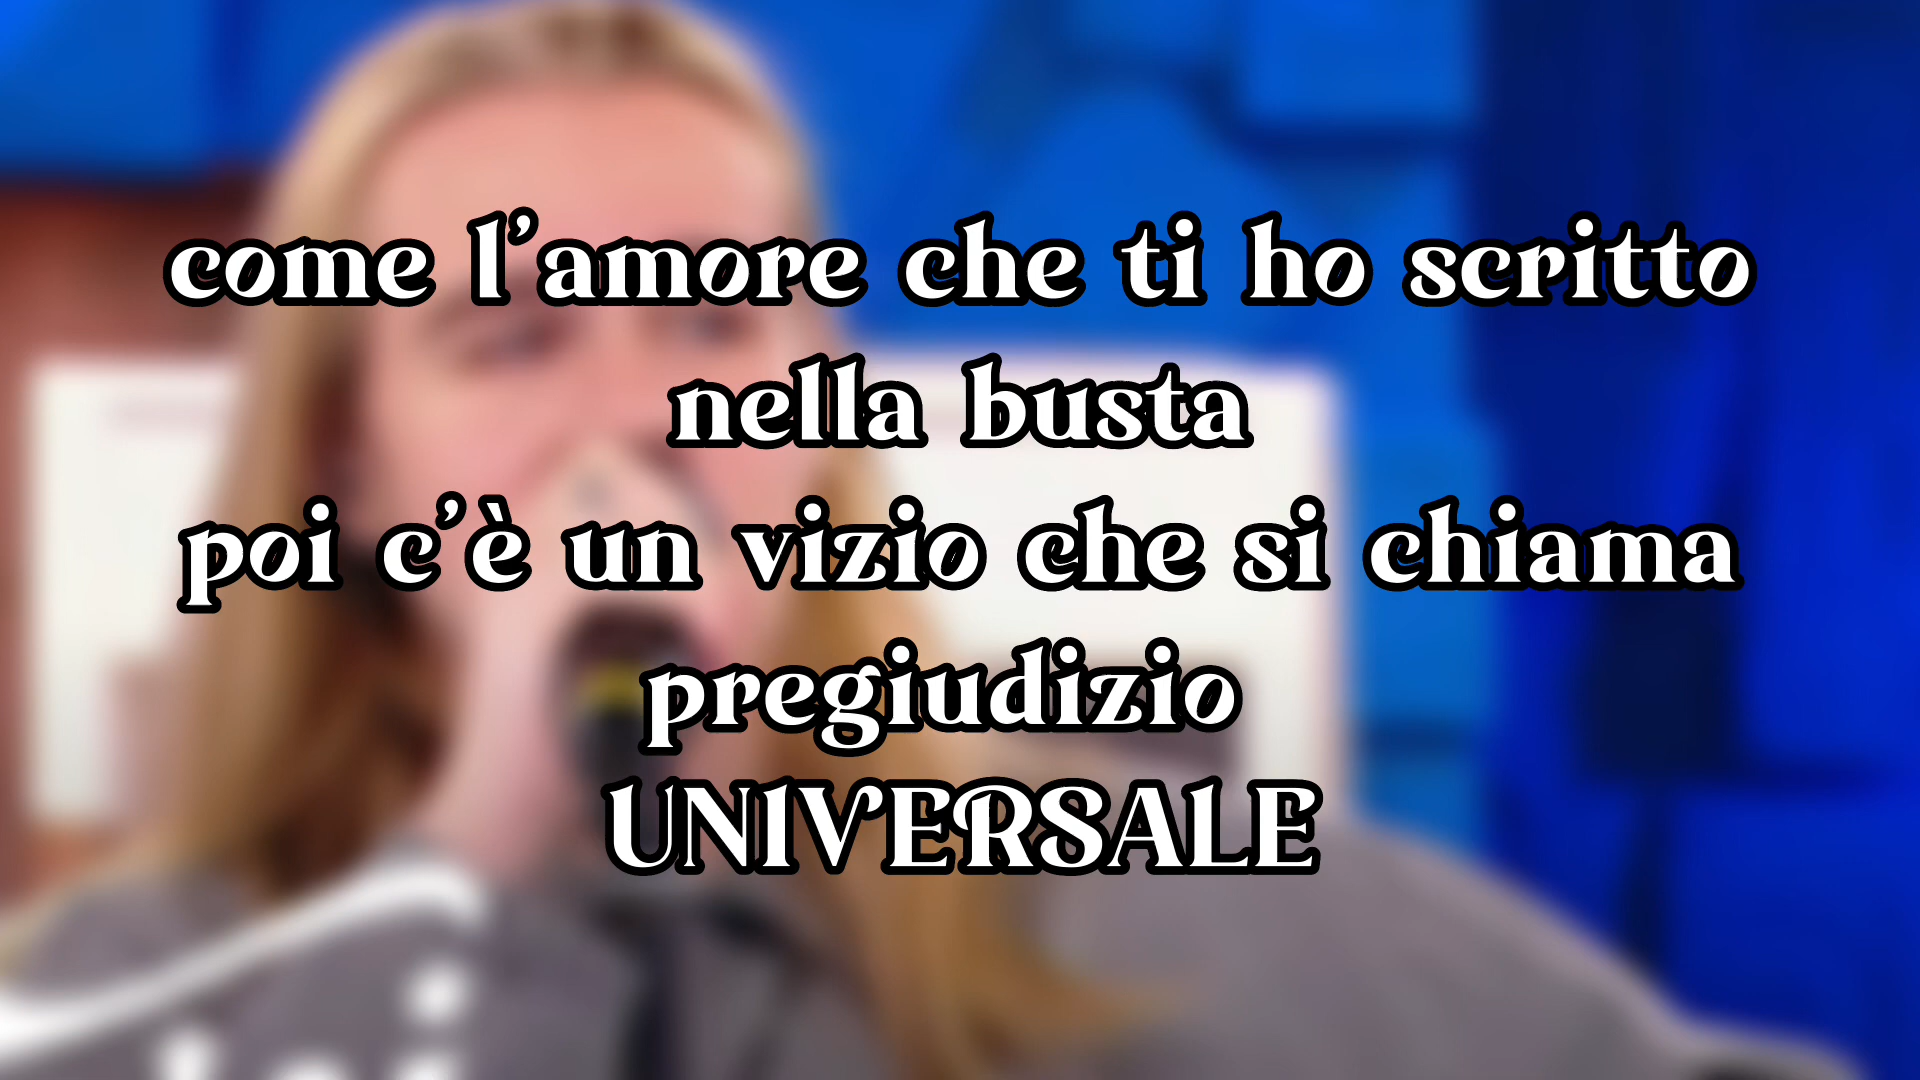 come l'amore che ti ho scritto
nella busta
poi c'è un vizio che si chiama
pregiudizio
UNIVERSALE